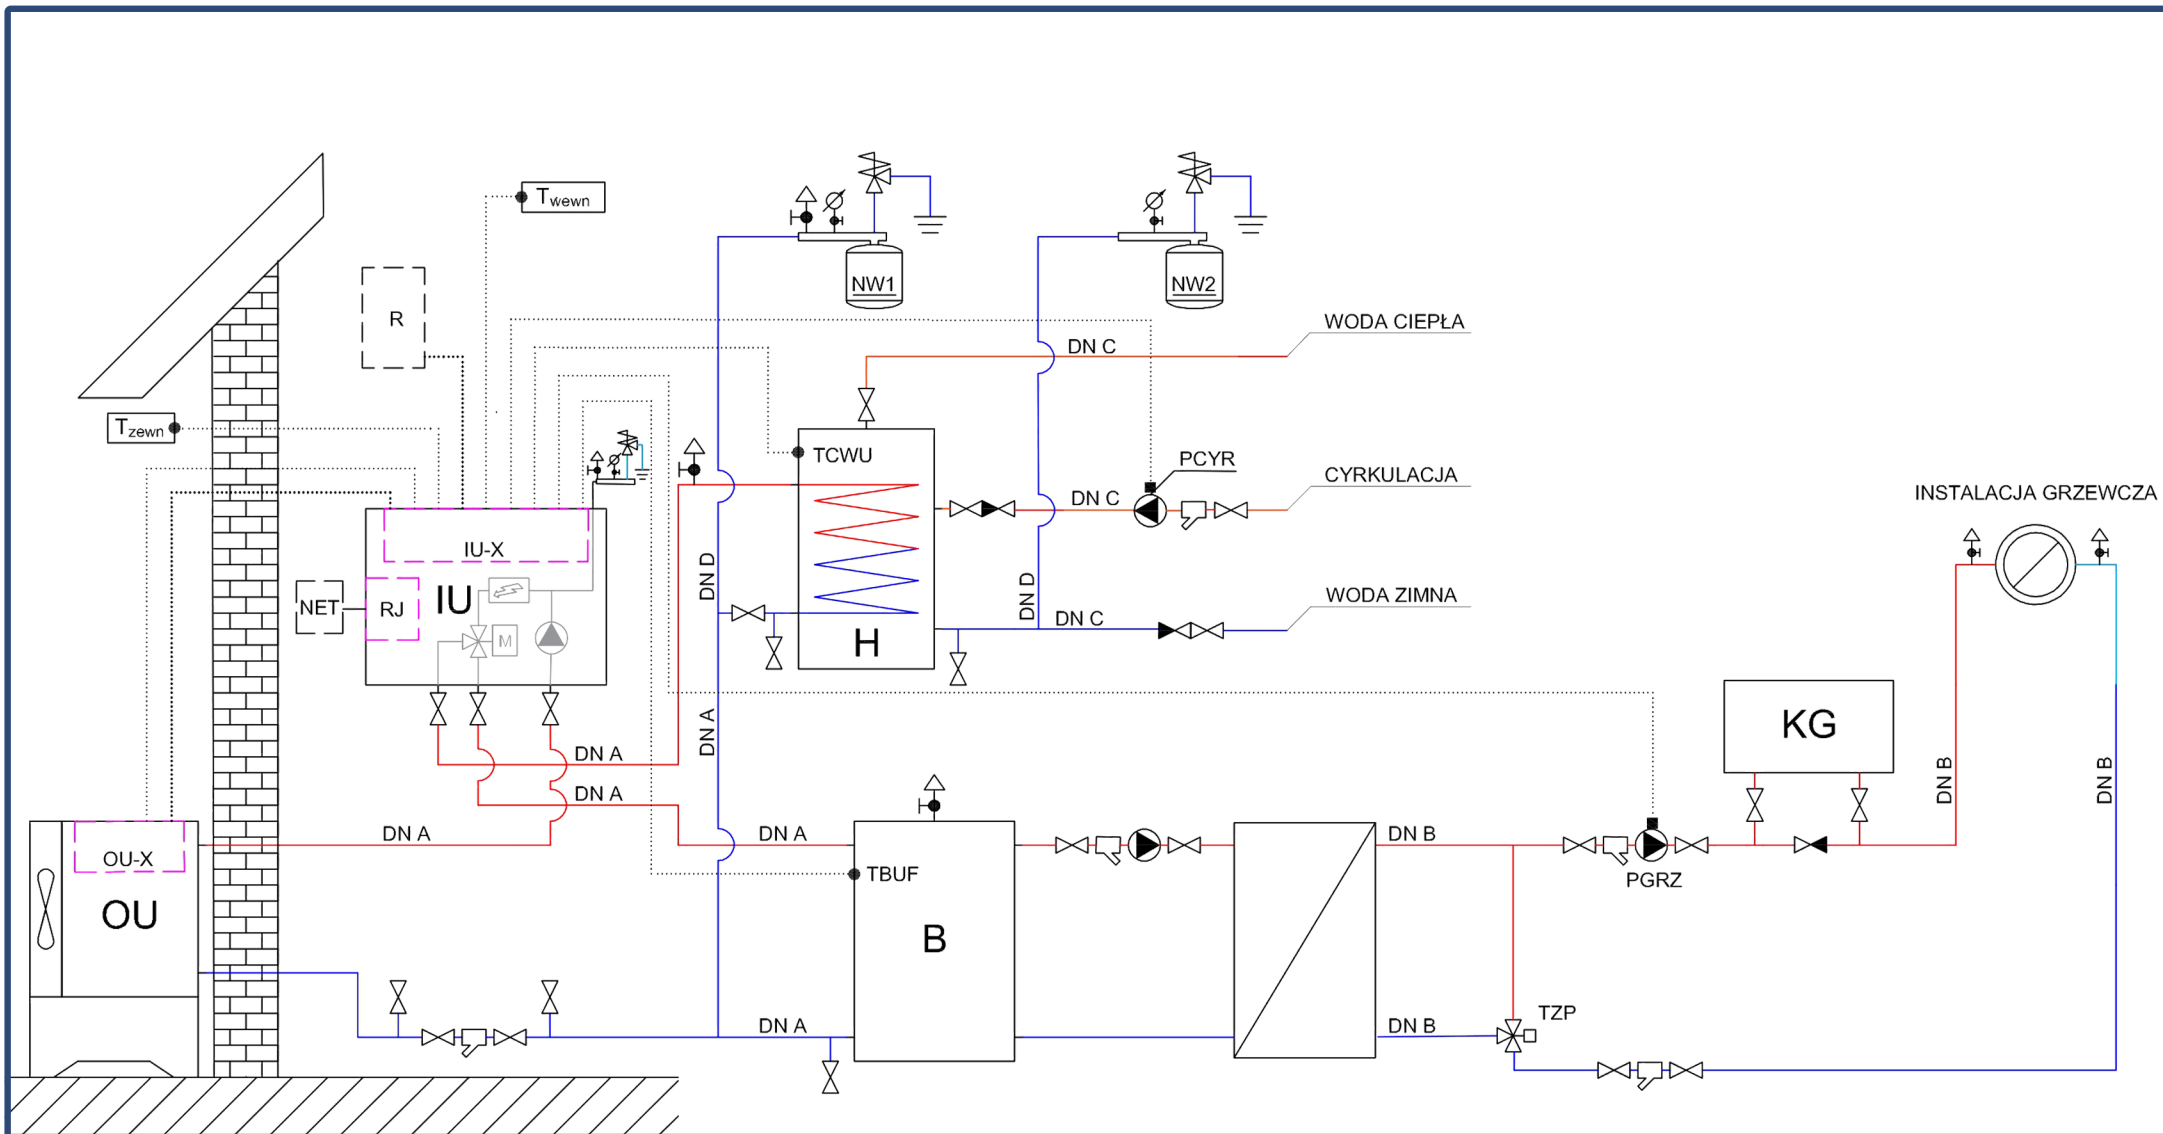 Twewn
NW1
NW2
R
WODA CIEPŁA
DN C
Tzewn
TCWU
PCYR
CYRKULACJA
DN C
INSTALACJA GRZEWCZA
IU-X
DN D
DN D
NET
RJ
IU
WODA ZIMNA
DN C
H
M
DN A
KG
DN A
DN A
DN B
DN B
DN A
DN A
DN B
OU-X
TBUF
PGRZ
OU
B
TZP
DN A
DN B